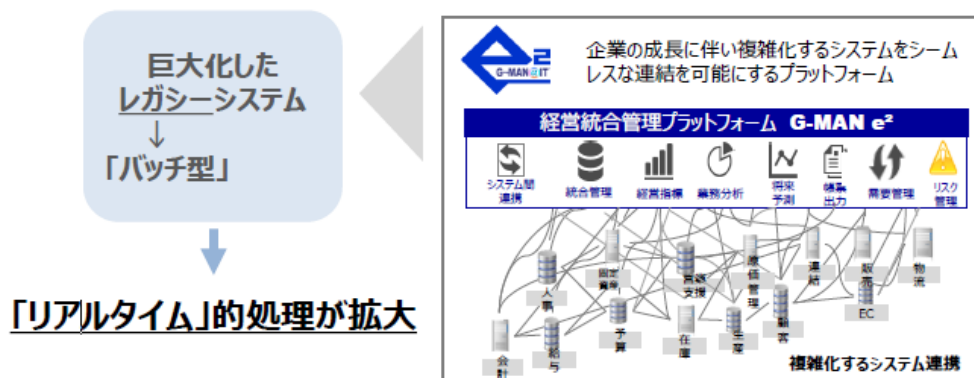 巨大化した
レガシーシステム
↓
「バッチ型」
「リアルタイム」的処理が拡大
e²
G-MAN@IT
企業の成長に伴い複雑化するシステムをシーム
レスな連結を可能にするプラットフォーム
経営統合管理プラットフォーム G-MAN e²
システム間
連携
統合管理
経営指標
業務分析
将来
予測
帳票
出力
需要管理
リスク
管理
人事
固定
資産
営業
支援
原価
管理
連結
販売
物流
会計
給与
予算
在庫
生産
顧客
EC
複雑化するシステム連携